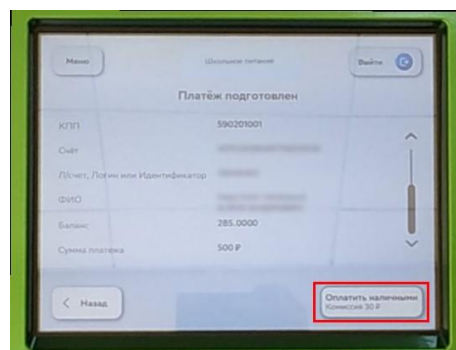 Меню
Школьное питание
Выйти
Платёж подготовлен
КПП 590201001
Счёт
Л/счет, Логин или Идентификатор
ФИО
Баланс 285.0000
Сумма платежа 500 ₽
Назад
Оплатить наличными
Комиссия 30 ₽